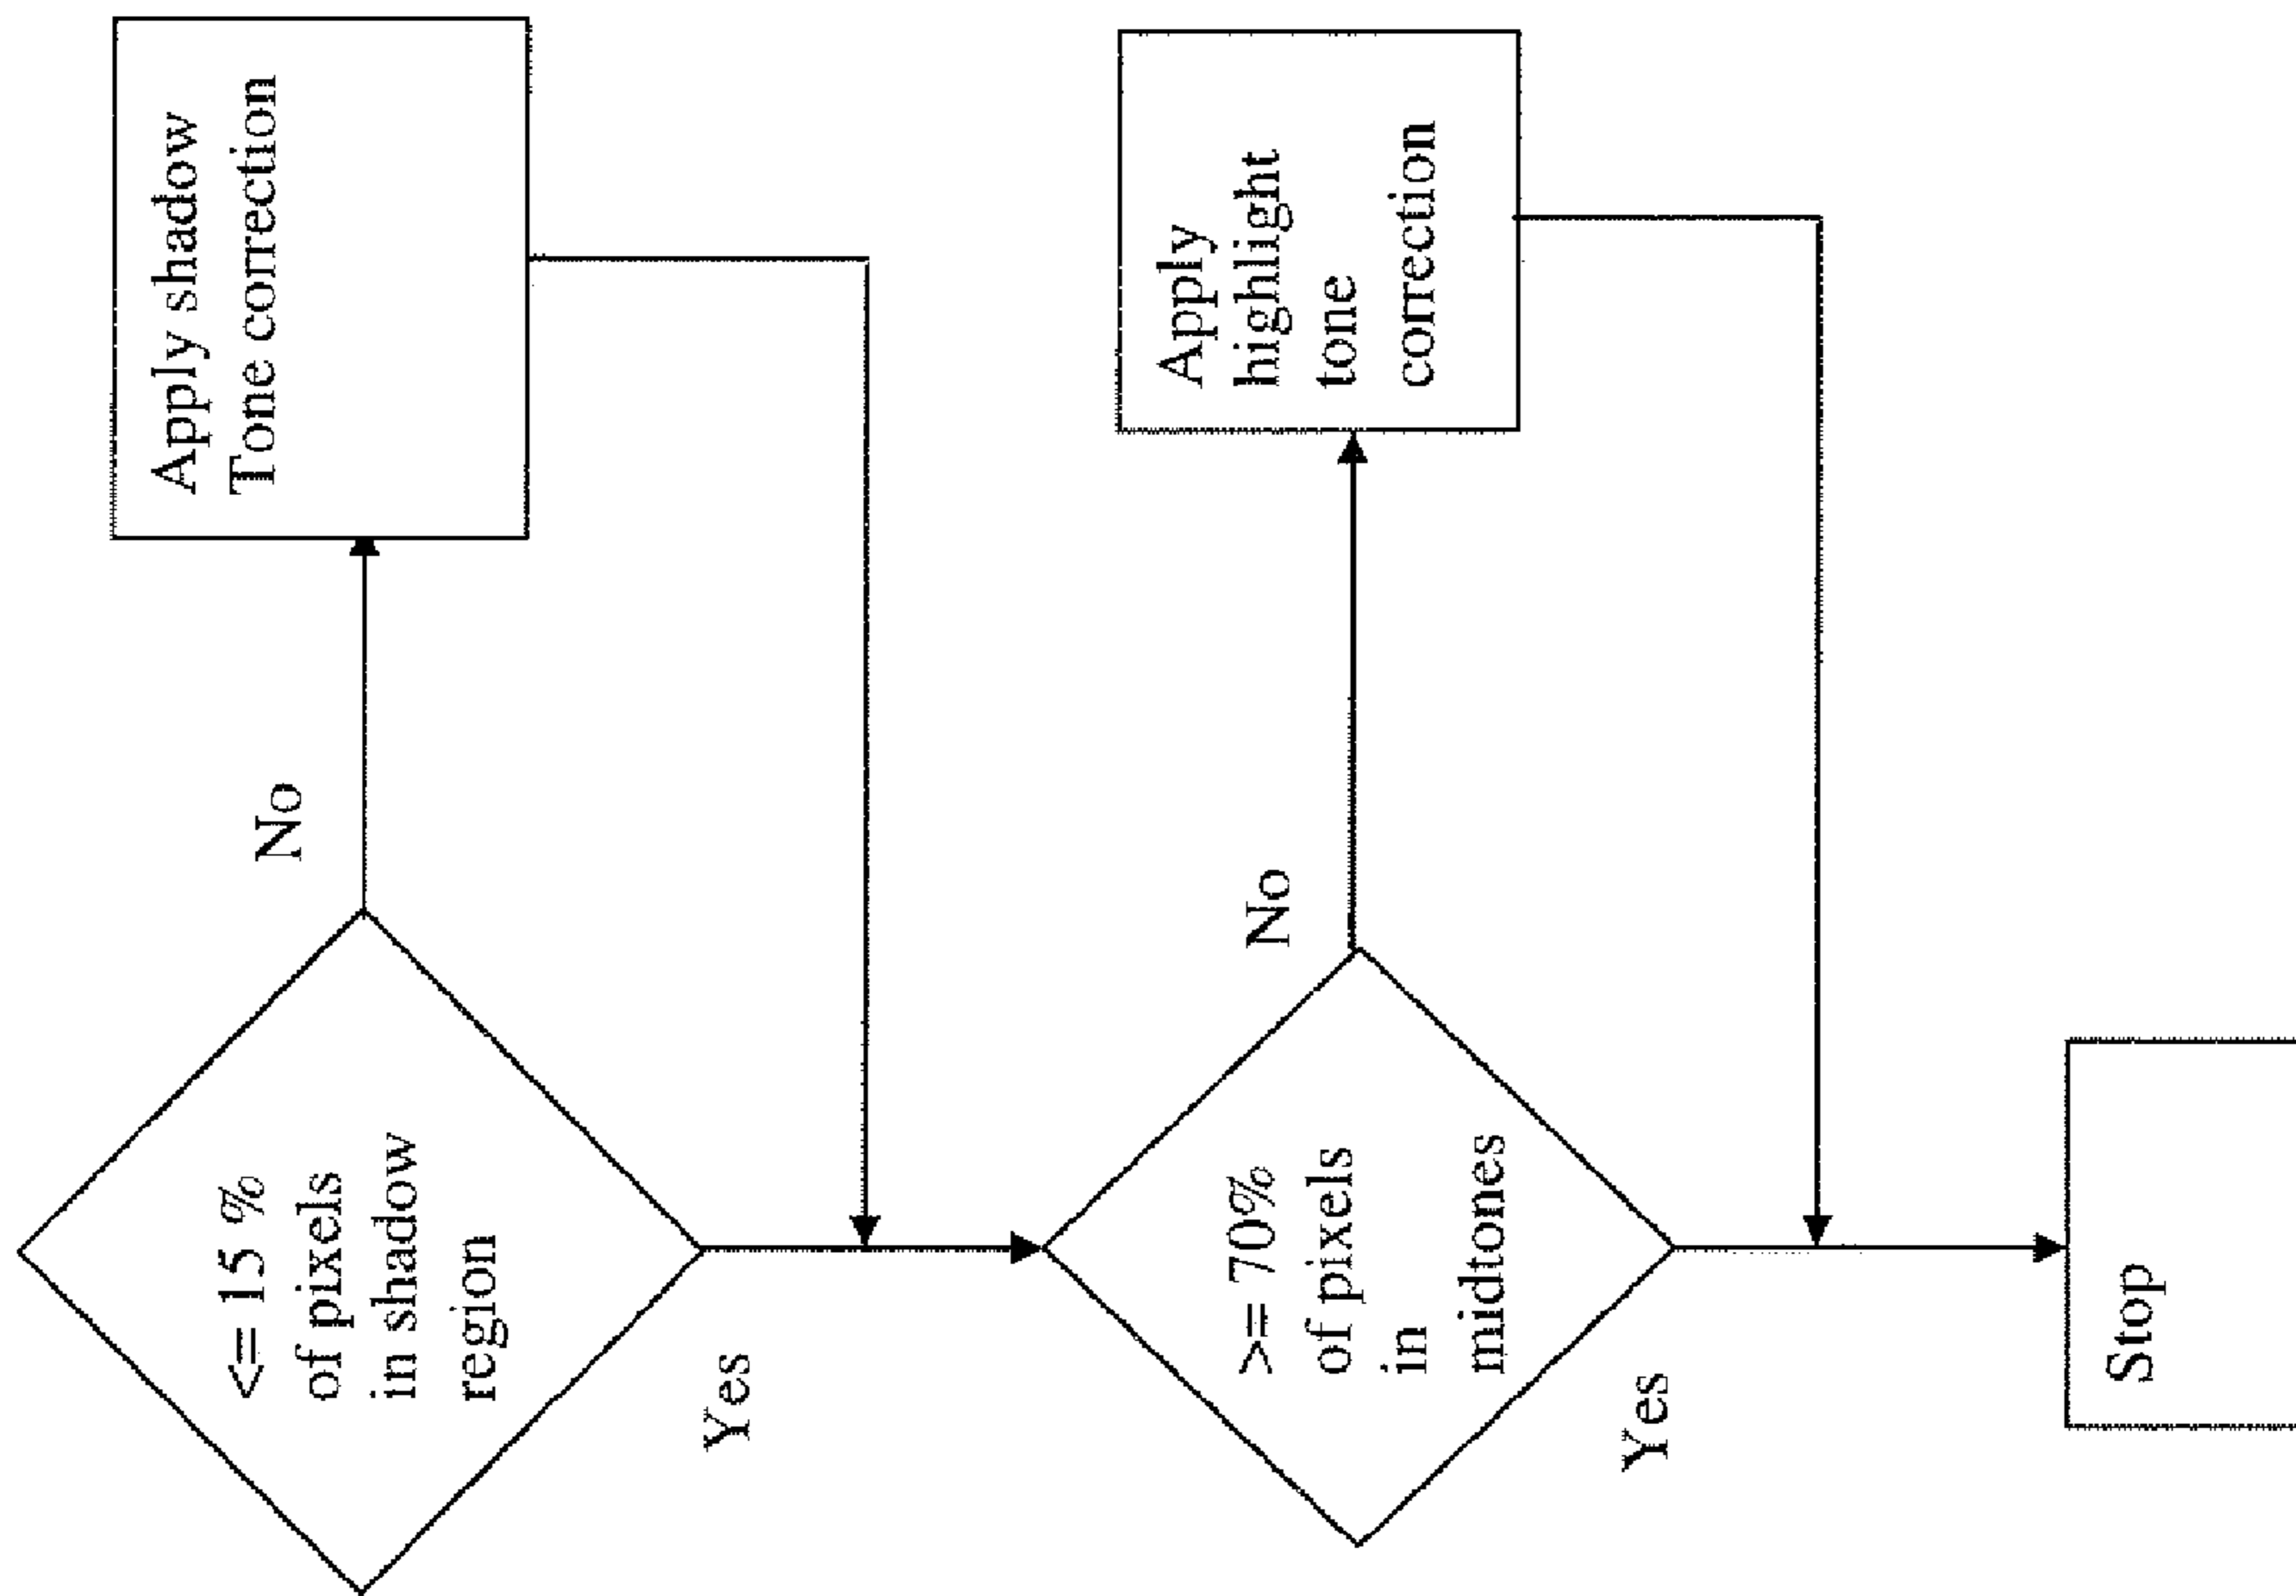 <= 15 %
of pixels
in shadow
region
No
Apply shadow
Tone correction
Yes
>= 70%
of pixels
in
midtones
No
Apply
highlight
tone
correction
Yes
Stop